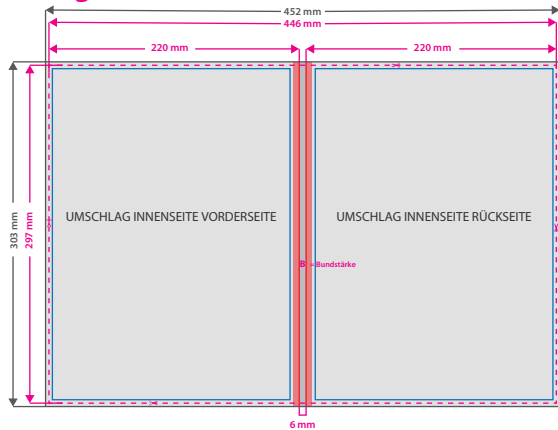 452 mm
446 mm
220 mm
220 mm
303 mm
297 mm
UMSCHLAG INNENSEITE VORDERSEITE
UMSCHLAG INNENSEITE RÜCKSEITE
B = Bundstärke
6 mm